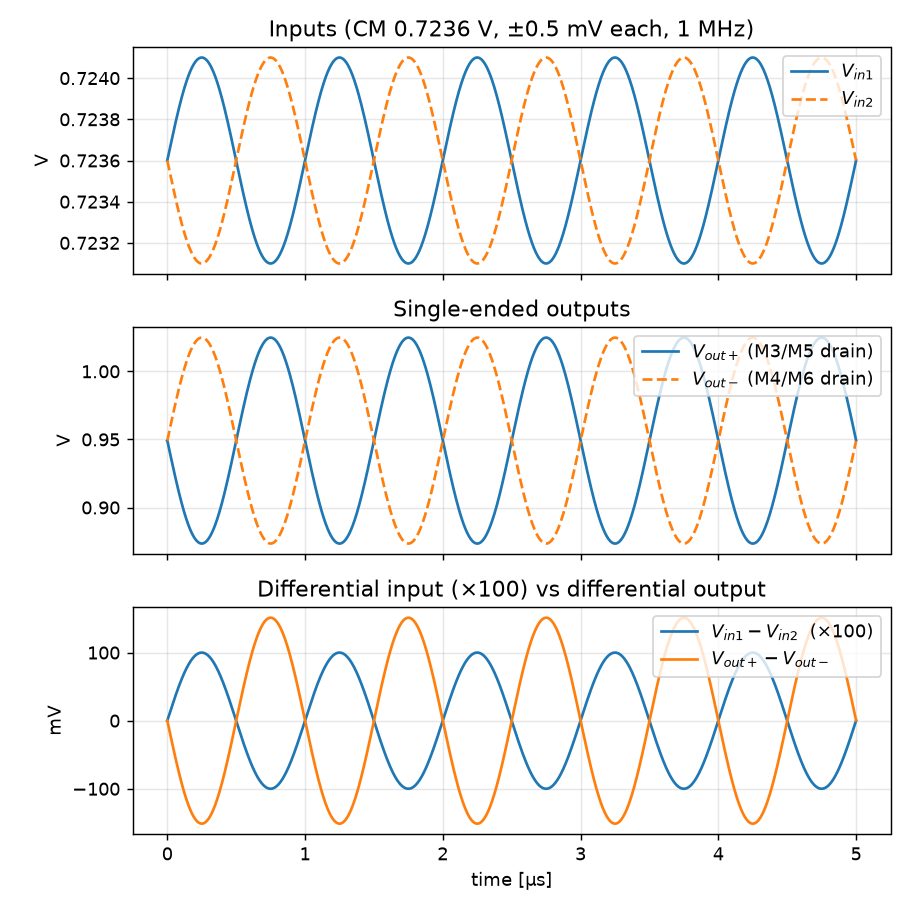 Inputs (CM 0.7236 V, ±0.5 mV each, 1 MHz)
0.7240
0.7238
0.7236
0.7234
0.7232
V
V_in1
V_in2
Single-ended outputs
1.00
0.95
0.90
V
V_out+ (M3/M5 drain)
V_out− (M4/M6 drain)
Differential input (×100) vs differential output
100
0
−100
mV
V_in1 − V_in2 (×100)
V_out+ − V_out−
0 1 2 3 4 5
time [µs]